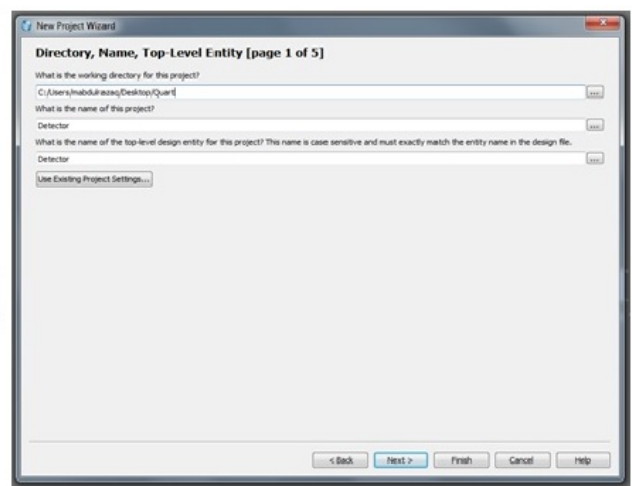 New Project Wizard
Directory, Name, Top-Level Entity [page 1 of 5]
What is the working directory for this project?
C:/Users/mabdulrazaq/Desktop/Quart
...
What is the name of this project?
Detector
...
What is the name of the top-level design entity for this project? This name is case sensitive and must exactly match the entity name in the design file.
Detector
...
Use Existing Project Settings...
< Back Next > Finish Cancel Help